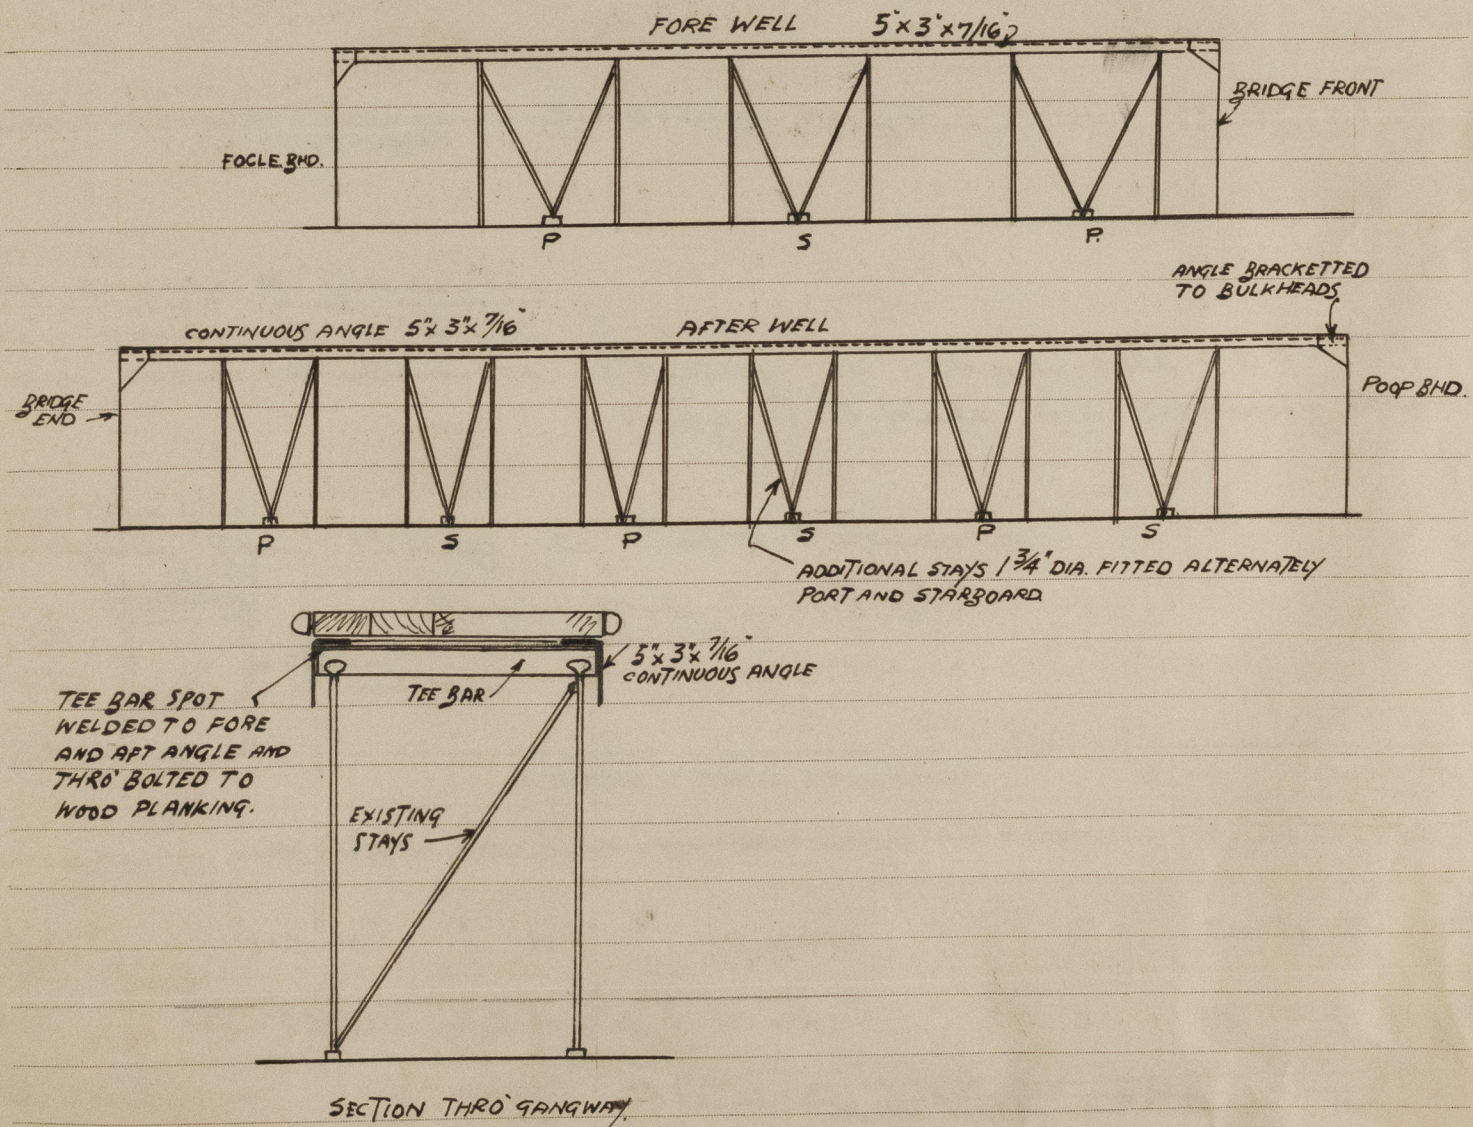 FORE WELL 5"x3"x7/16"
BRIDGE FRONT
FOCLE.BHD.
P S P.
ANGLE BRACKETTED
TO BULKHEADS.
CONTINUOUS ANGLE 5"x 3"x 7/16" AFTER WELL
BRIDGE
END
POOP BHD.
P S P S P S
ADDITIONAL STAYS 1 3/4" DIA. FITTED ALTERNATELY
PORT AND STARBOARD
5"x 3"x 7/16"
CONTINUOUS ANGLE
TEE BAR
TEE BAR SPOT
WELDED TO FORE
AND AFT ANGLE AND
THRO' BOLTED TO
WOOD PLANKING.
EXISTING
STAYS
SECTION THRO' GANGWAY.